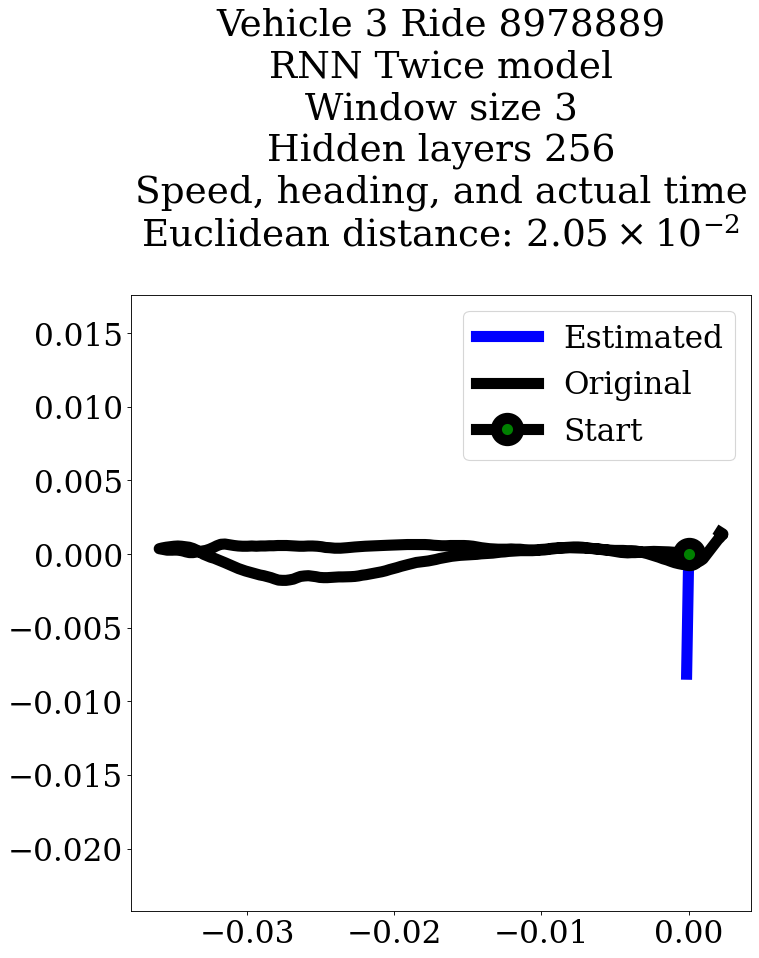 Vehicle 3 Ride 8978889
RNN Twice model
Window size 3
Hidden layers 256
Speed, heading, and actual time
Euclidean distance: 2.05 × 10⁻²
Estimated
Original
Start
0.015
0.010
0.005
0.000
−0.005
−0.010
−0.015
−0.020
−0.03 −0.02 −0.01 0.00